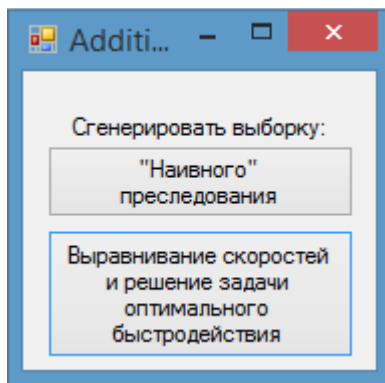 Additi...
Сгенерировать выборку:
"Наивного"
преследования
Выравнивание скоростей
и решение задачи
оптимального
быстродействия